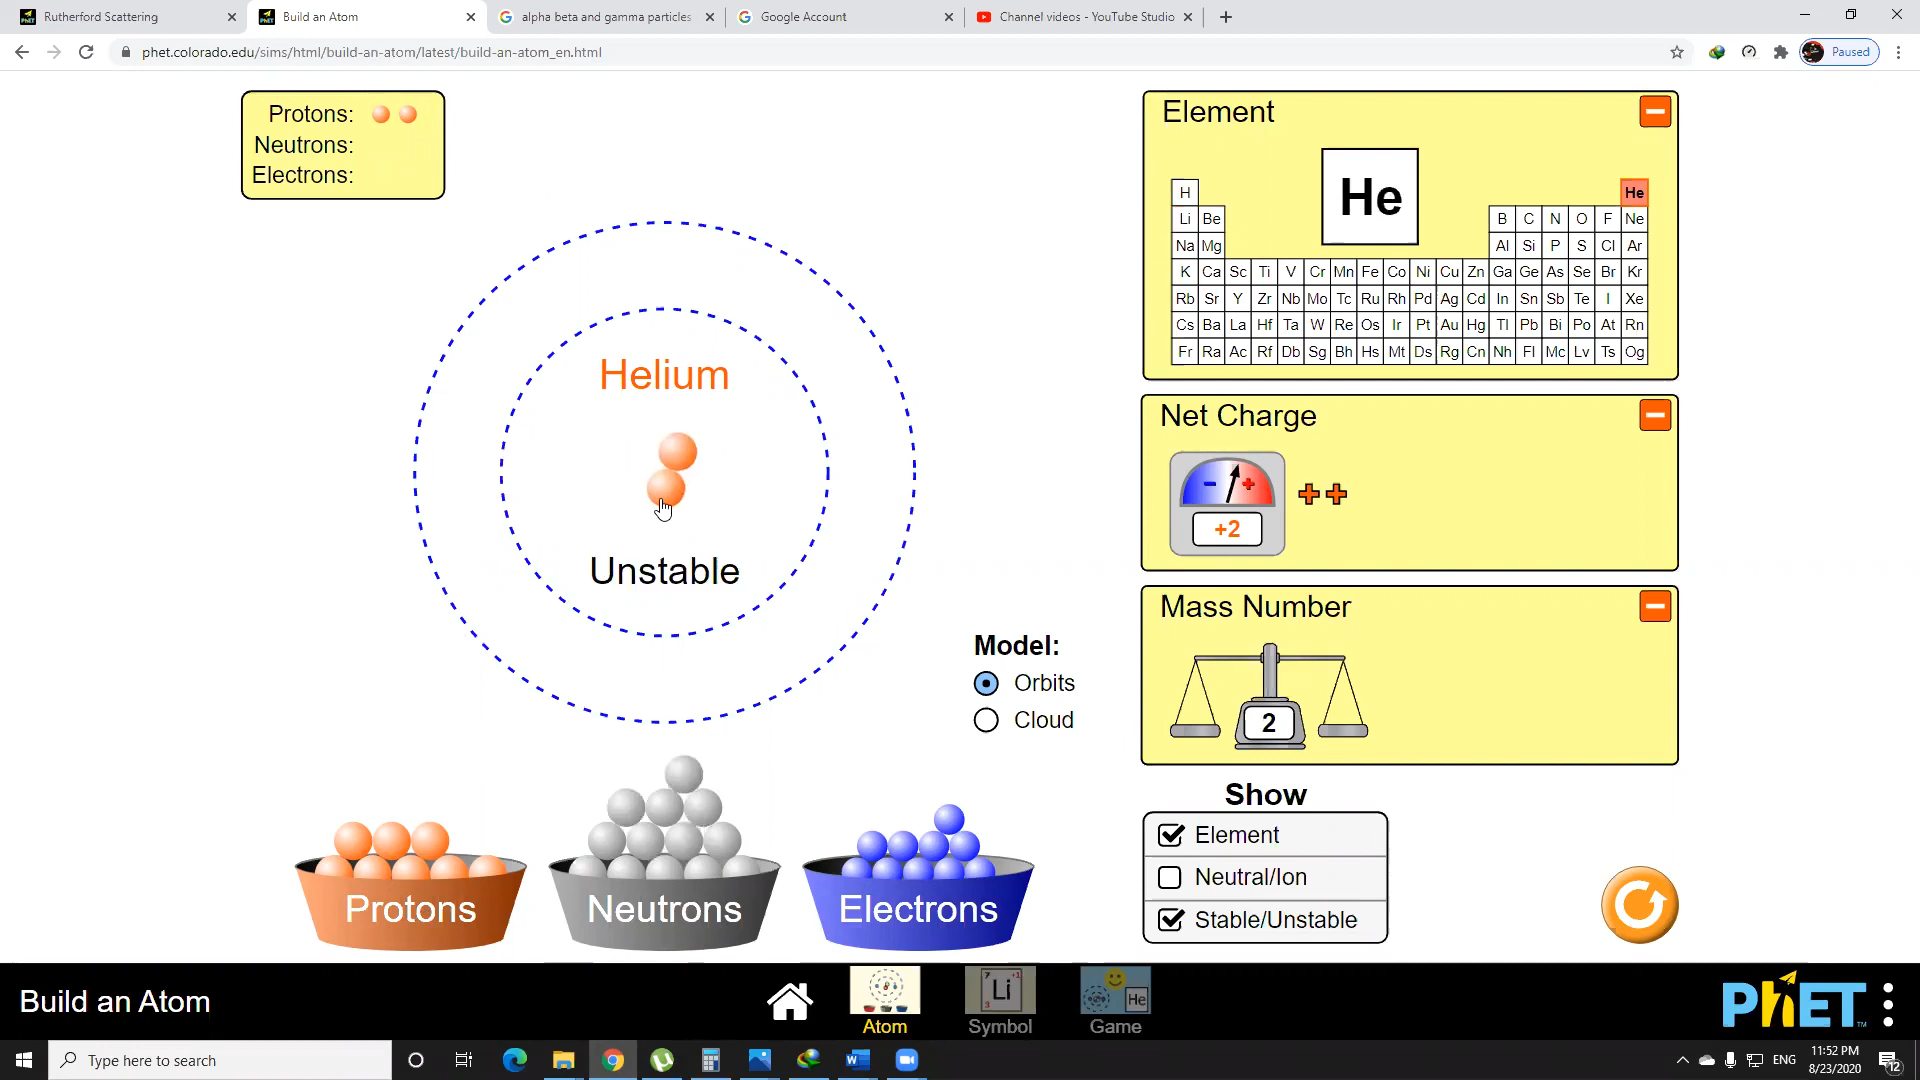 Rutherford Scattering
Build an Atom
alpha beta and gamma particles
Google Account
Channel videos - YouTube Studio
phet.colorado.edu/sims/html/build-an-atom/latest/build-an-atom_en.html
Paused
Protons:
Neutrons:
Electrons:
Helium
Unstable
Model:
Orbits
Cloud
Protons
Neutrons
Electrons
Element
He
H He
Li Be B C N O F Ne
Na Mg Al Si P S Cl Ar
K Ca Sc Ti V Cr Mn Fe Co Ni Cu Zn Ga Ge As Se Br Kr
Rb Sr Y Zr Nb Mo Tc Ru Rh Pd Ag Cd In Sn Sb Te I Xe
Cs Ba La Hf Ta W Re Os Ir Pt Au Hg Tl Pb Bi Po At Rn
Fr Ra Ac Rf Db Sg Bh Hs Mt Ds Rg Cn Nh Fl Mc Lv Ts Og
Net Charge
- +
+2
Mass Number
2
Show
Element
Neutral/Ion
Stable/Unstable
Build an Atom
Atom
7 +1
Li
3
Symbol
He
Game
PhET
Type here to search
ENG
11:52 PM
8/23/2020
12